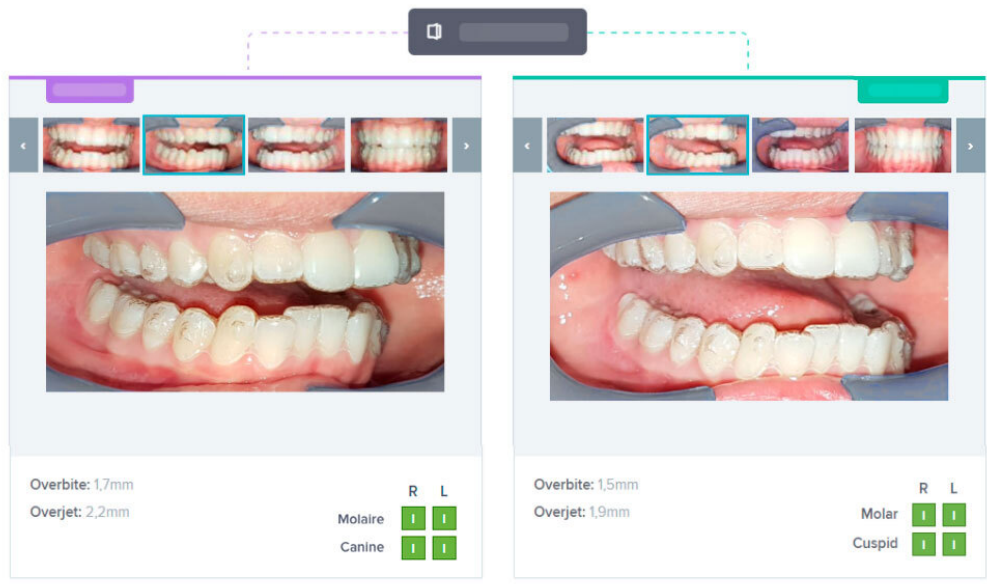 Overbite: 1,7mm
Overjet: 2,2mm
R L
Molaire I I
Canine I I
Overbite: 1,5mm
Overjet: 1,9mm
R L
Molar I I
Cuspid I I